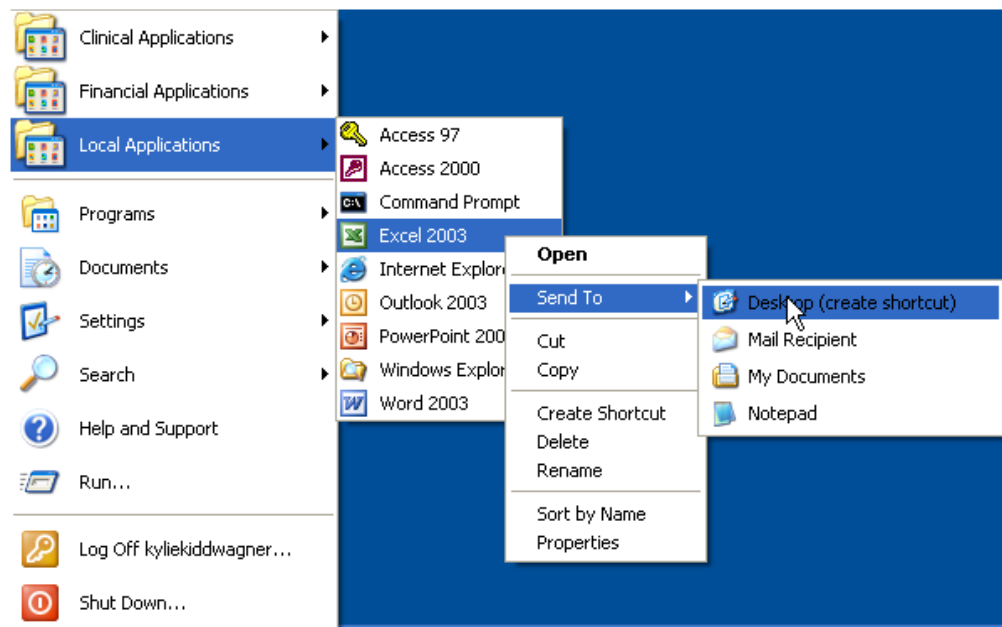 Clinical Applications
Financial Applications
Local Applications
Programs
Documents
Settings
Search
Help and Support
Run...
Log Off kyliekiddwagner...
Shut Down...
Access 97
Access 2000
Command Prompt
Excel 2003
Internet Explor
Outlook 2003
PowerPoint 200
Windows Explor
Word 2003
Open
Send To
Cut
Copy
Create Shortcut
Delete
Rename
Sort by Name
Properties
Desktop (create shortcut)
Mail Recipient
My Documents
Notepad